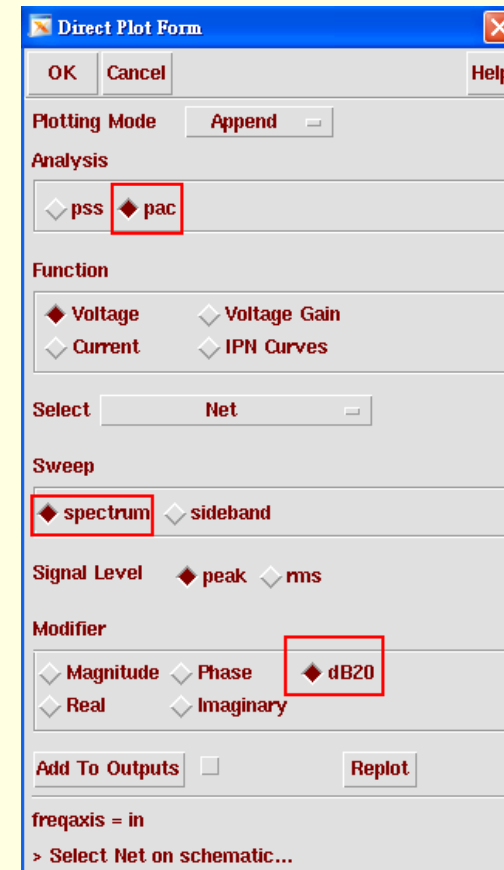 Direct Plot Form
OK Cancel Help
Plotting Mode Append
Analysis
pss pac
Function
Voltage Voltage Gain
Current IPN Curves
Select Net
Sweep
spectrum sideband
Signal Level peak rms
Modifier
Magnitude Phase dB20
Real Imaginary
Add To Outputs Replot
freqaxis = in
> Select Net on schematic...